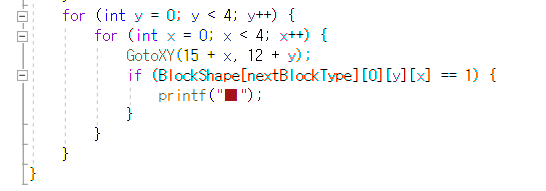 for (int y = 0; y < 4; y++) {
for (int x = 0; x < 4; x++) {
GotoXY(15 + x, 12 + y);
if (BlockShape[nextBlockType][0][y][x] == 1) {
printf("■");
}
}
}
}